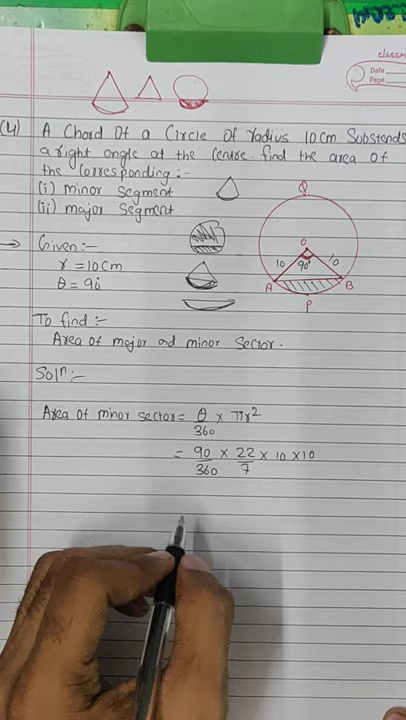 classm
Date
Page
(4) A Chord Of a Circle Of radius 10 Cm Substends
a right angle at the Centre. find the area of
the Corresponding :-
(i) minor Segment
(ii) major Segment
Q
O
10 90° 10
A B
P
→ Given:-
r = 10 Cm
θ = 90°
To find :-
Area of major and minor Sector.
Solⁿ:-
Area of minor sector = θ/360 × πr²
= 90/360 × 22/7 × 10 × 10